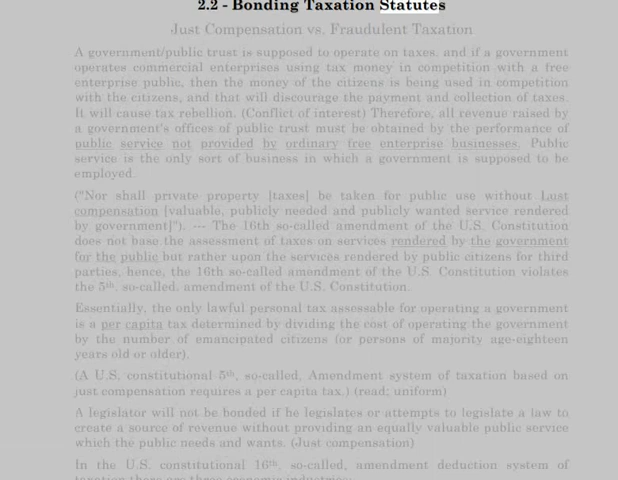 2.2 - Bonding Taxation Statutes
Just Compensation vs. Fraudulent Taxation
A government/public trust is supposed to operate on taxes, and if a government
operates commercial enterprises using tax money in competition with a free
enterprise public, then the money of the citizens is being used in competition
with the citizens, and that will discourage the payment and collection of taxes.
It will cause tax rebellion. (Conflict of interest) Therefore, all revenue raised by
a government's offices of public trust must be obtained by the performance of
public service not provided by ordinary free enterprise businesses. Public
service is the only sort of business in which a government is supposed to be
employed.
("Nor shall private property [taxes] be taken for public use without Lust
compensation [valuable, publicly needed and publicly wanted service rendered
by government]"). --- The 16th so-called amendment of the U.S. Constitution
does not base the assessment of taxes on services rendered by the government
for the public but rather upon the services rendered by public citizens for third
parties, hence, the 16th so-called amendment of the U.S. Constitution violates
the 5th, so-called, amendment of the U.S. Constitution.
Essentially, the only lawful personal tax assessable for operating a government
is a per capita tax determined by dividing the cost of operating the government
by the number of emancipated citizens (or persons of majority age-eighteen
years old or older).
(A U.S. constitutional 5th, so-called, Amendment system of taxation based on
just compensation requires a per capita tax.) (read; uniform)
A legislator will not be bonded if he legislates or attempts to legislate a law to
create a source of revenue without providing an equally valuable public service
which the public needs and wants. (Just compensation)
In the U.S. constitutional 16th, so-called, amendment deduction system of
taxation there are three economic industries: